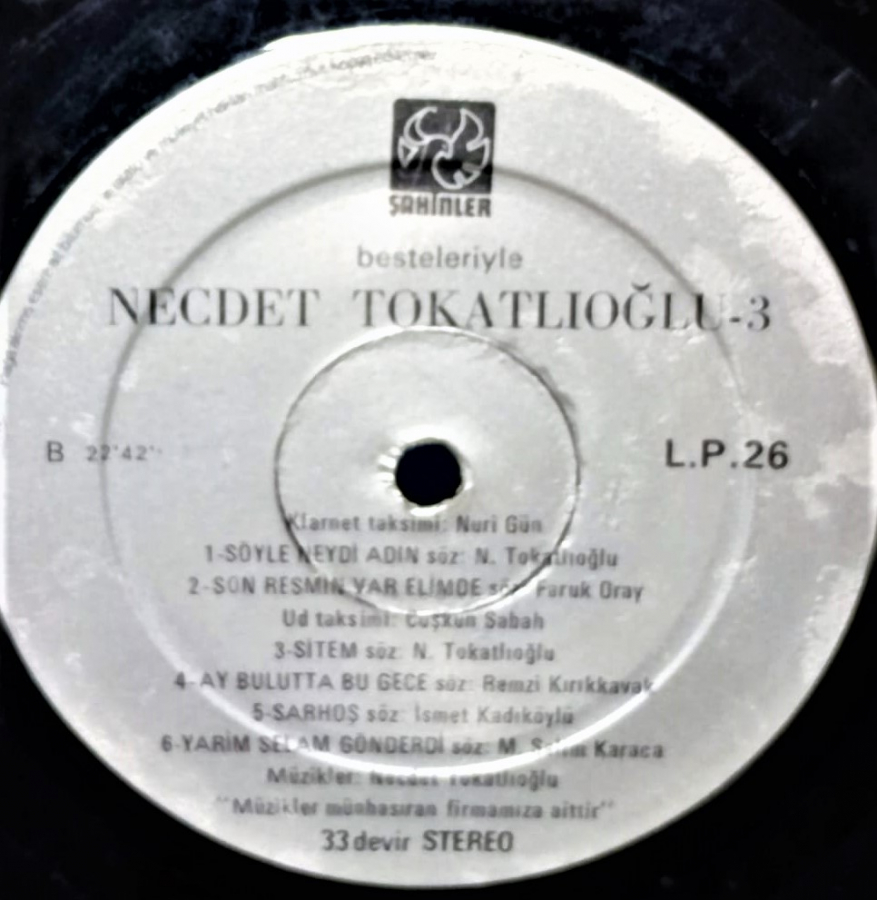 ŞAHİNLER
besteleriyle
NECDET TOKATLIOĞLU-3
B 22'42''
L.P.26
Klarnet taksimi: Nuri Gün
1-SÖYLE NEYDİ ADIN söz: N. Tokatlıoğlu
2-SON RESMİN YAR ELİMDE söz: Faruk Oray
Ud taksimi: Coşkun Sabah
3-SİTEM söz: N. Tokatlıoğlu
4-AY BULUTTA BU GECE söz: Remzi Kırıkkavak
5-SARHOŞ söz: İsmet Kadıköylü
6-YARİM SELAM GÖNDERDİ söz: M. Selim Karaca
Müzikler: Necdet Tokatlıoğlu
"Müzikler münhasıran firmamıza aittir"
33 devir STEREO